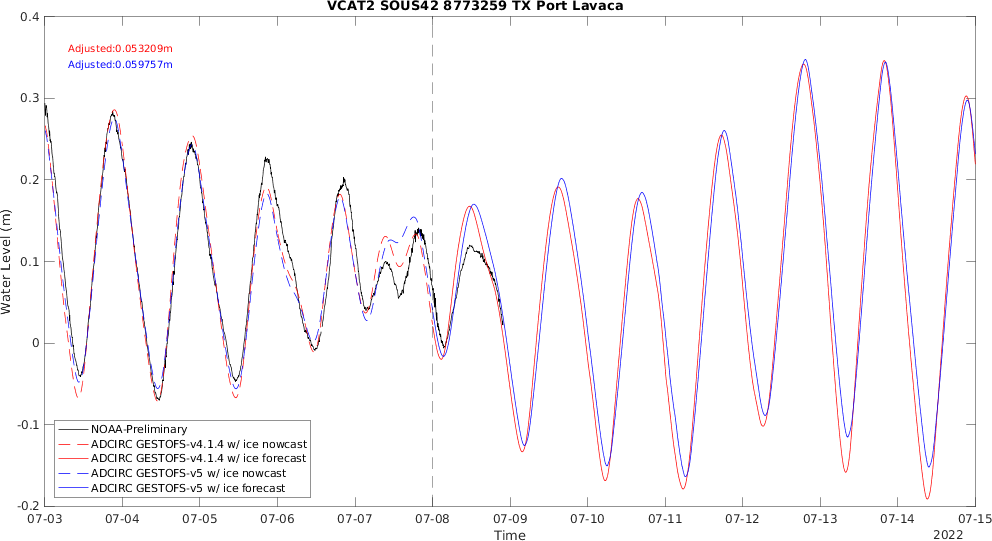 VCAT2 SOUS42 8773259 TX Port Lavaca
0.4
0.3
0.2
0.1
0
-0.1
-0.2
Water Level (m)
Adjusted:0.053209m
Adjusted:0.059757m
NOAA-Preliminary
ADCIRC GESTOFS-v4.1.4 w/ ice nowcast
ADCIRC GESTOFS-v4.1.4 w/ ice forecast
ADCIRC GESTOFS-v5 w/ ice nowcast
ADCIRC GESTOFS-v5 w/ ice forecast
07-03 07-04 07-05 07-06 07-07 07-08 07-09 07-10 07-11 07-12 07-13 07-14 07-15
Time
2022